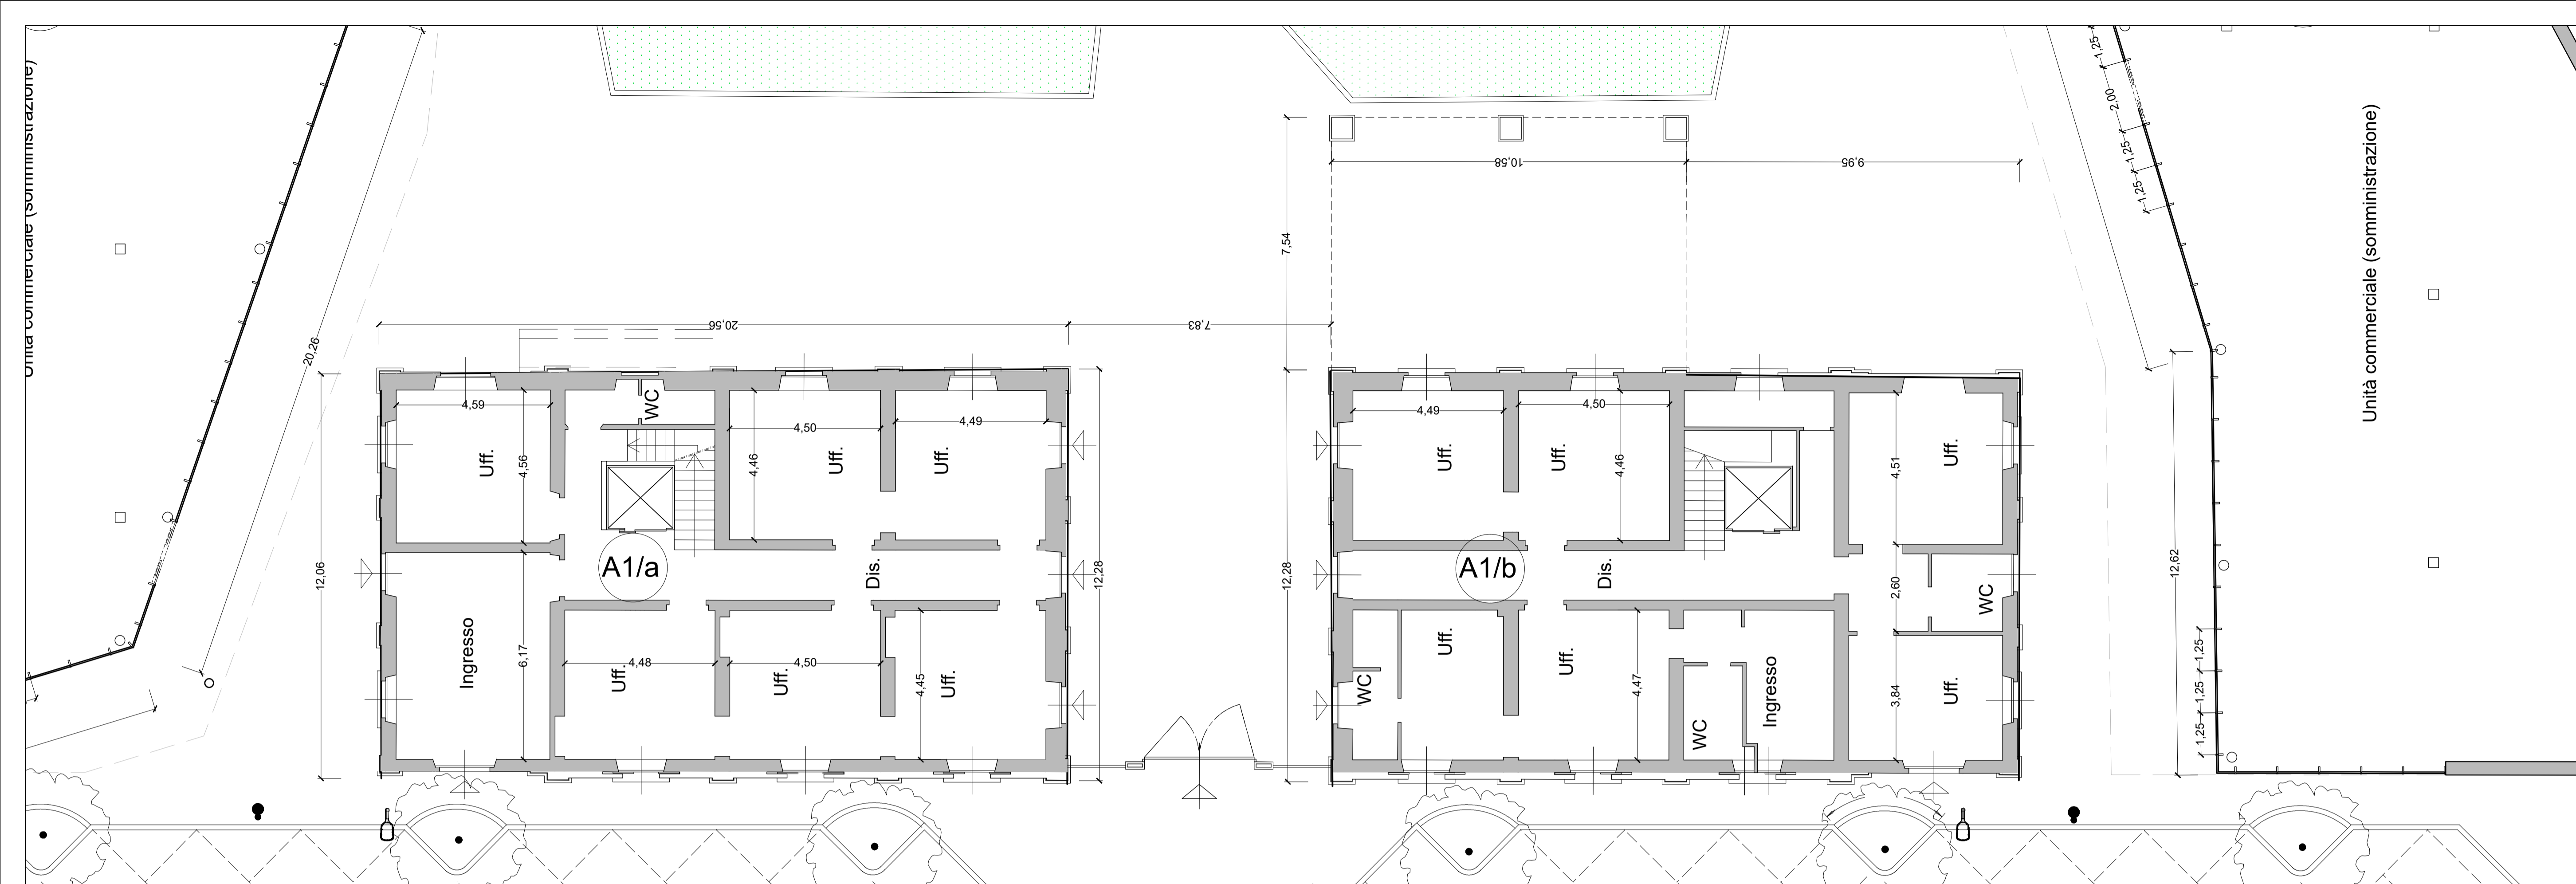 Unità commerciale (somministrazione)
20,26
20,56
7,83
12,06
12,28
4,59
4,56
Uff.
WC
4,50
4,46
Uff.
4,49
Uff.
A1/a
Dis.
Ingresso
6,17
4,48
Uff.
4,50
Uff.
4,45
Uff.
7,54
10,58
9,95
12,28
4,49
Uff.
4,50
Uff.
4,46
4,51
Uff.
A1/b
Dis.
2,60
WC
WC
Uff.
Uff.
4,47
WC
Ingresso
3,84
Uff.
1,25
2,00
1,25
1,25
Unità commerciale (somministrazione)
12,62
1,25
1,25
1,25